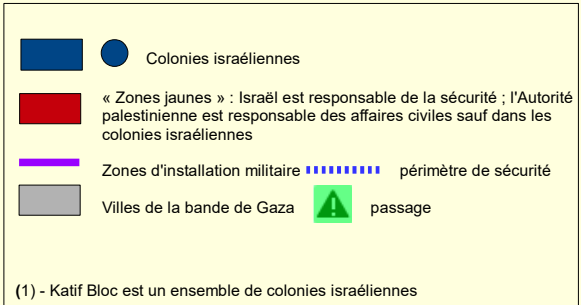 Colonies israéliennes
« Zones jaunes » : Israël est responsable de la sécurité ; l'Autorité
palestinienne est responsable des affaires civiles sauf dans les
colonies israéliennes
Zones d'installation militaire périmètre de sécurité
Villes de la bande de Gaza passage
(1) - Katif Bloc est un ensemble de colonies israéliennes